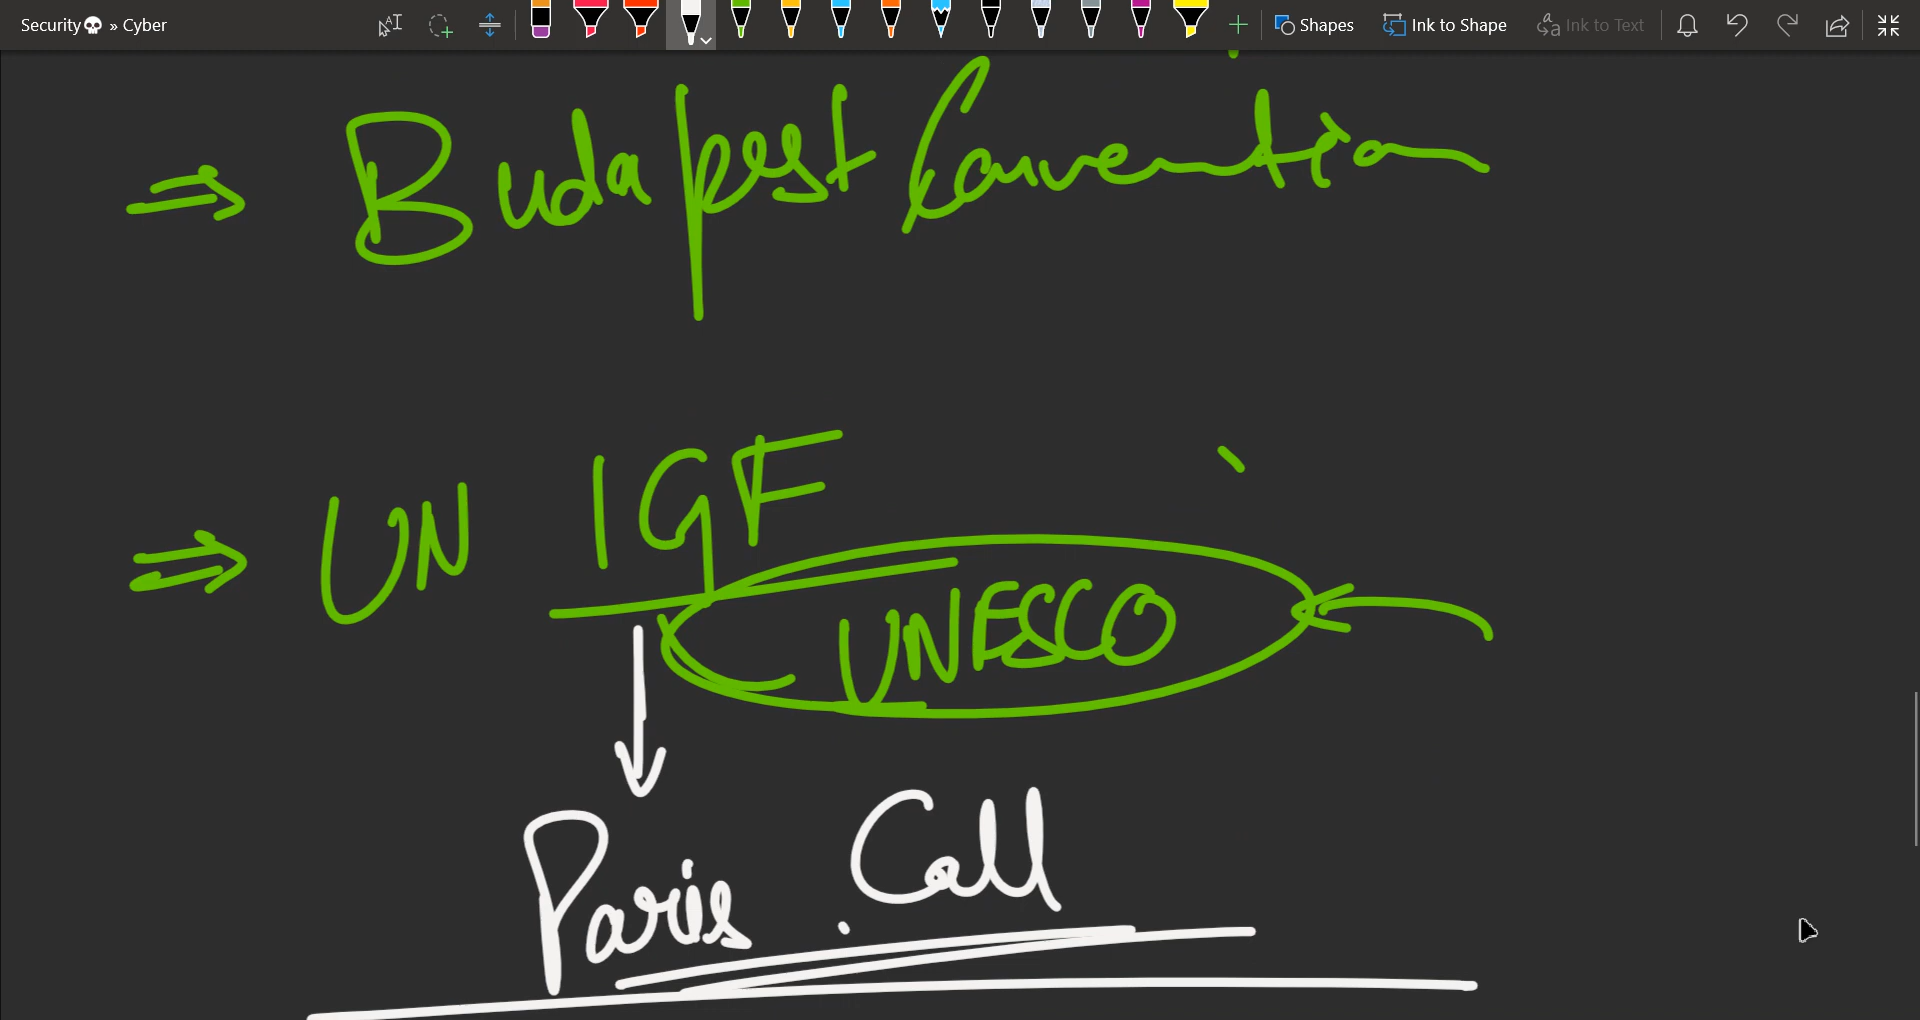 Security💀 » Cyber Shapes Ink to Shape Ink to Text
⇒ Budapest Convention
⇒ UN IGF
UNESCO
Paris Call